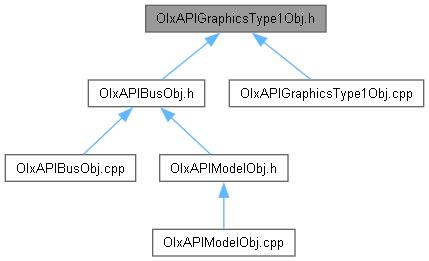 OlxAPIGraphicsType1Obj.h
OlxAPIBusObj.h
OlxAPIGraphicsType1Obj.cpp
OlxAPIBusObj.cpp
OlxAPIModelObj.h
OlxAPIModelObj.cpp